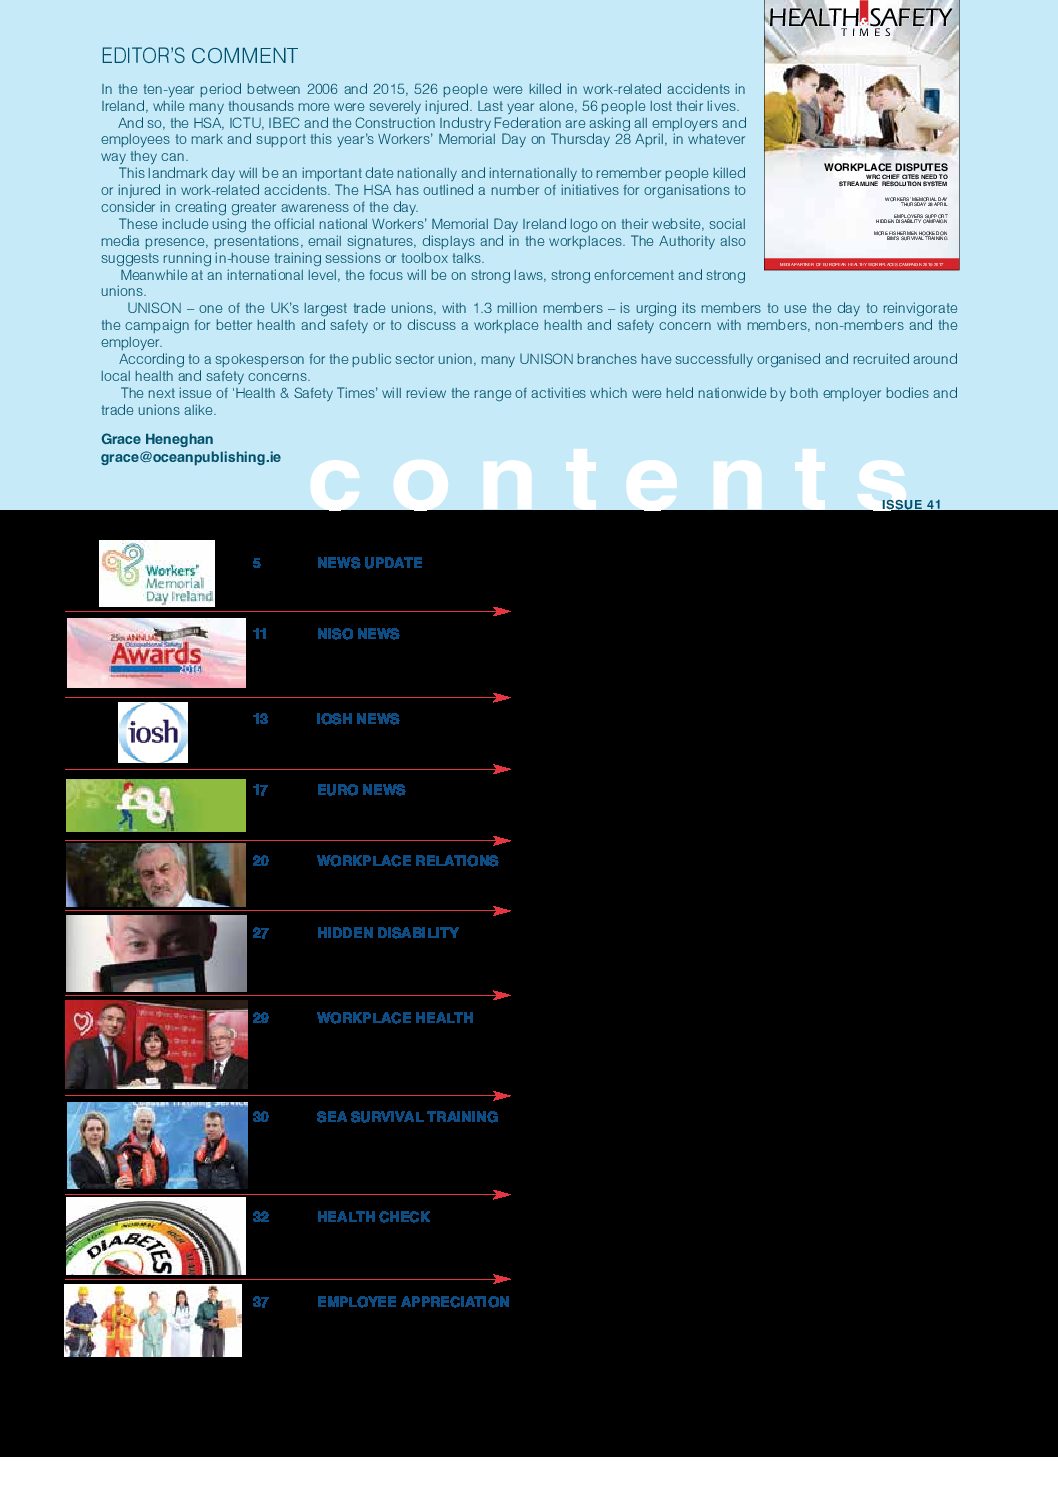 HEALTH & SAFETY
TIMES
EDITOR'S COMMENT
In the ten-year period between 2006 and 2015, 526 people were killed in work-related accidents in
Ireland, while many thousands more were severely injured. Last year alone, 56 people lost their lives.
And so, the HSA, ICTU, IBEC and the Construction Industry Federation are asking all employers and
employees to mark and support this year's Workers' Memorial Day on Thursday 28 April, in whatever
way they can.
This landmark day will be an important date nationally and internationally to remember people killed
or injured in work-related accidents. The HSA has outlined a number of initiatives for organisations to
consider in creating greater awareness of the day.
These include using the official national Workers' Memorial Day Ireland logo on their website, social
media presence, presentations, email signatures, displays and in the workplaces. The Authority also
suggests running in-house training sessions or toolbox talks.
Meanwhile at an international level, the focus will be on strong laws, strong enforcement and strong
unions.
UNISON – one of the UK's largest trade unions, with 1.3 million members – is urging its members to use the day to reinvigorate
the campaign for better health and safety or to discuss a workplace health and safety concern with members, non-members and the
employer.
According to a spokesperson for the public sector union, many UNISON branches have successfully organised and recruited around
local health and safety concerns.
The next issue of 'Health & Safety Times' will review the range of activities which were held nationwide by both employer bodies and
trade unions alike.
Grace Heneghan
grace@oceanpublishing.ie
WORKPLACE DISPUTES
WRC CHIEF CITES NEED TO
STREAMLINE RESOLUTION SYSTEM
WORKERS' MEMORIAL DAY
THURSDAY 28 APRIL
EMPLOYERS SUPPORT
HIDDEN DISABILITY CAMPAIGN
MORE FISHERMEN HOOKED ON
BIM'S SURVIVAL TRAINING
MEDIA PARTNER OF EUROPEAN HEALTHY WORKPLACES CAMPAIGN 2016-2017
contents
ISSUE 41
Workers'
Memorial
Day Ireland
5 NEWS UPDATE
25th ANNUAL
Occupational Safety
Awards
2016
11 NISO NEWS
iosh
13 IOSH NEWS
17 EURO NEWS
20 WORKPLACE RELATIONS
27 HIDDEN DISABILITY
29 WORKPLACE HEALTH
30 SEA SURVIVAL TRAINING
LOW NORMAL HIGH
DIABETES
32 HEALTH CHECK
37 EMPLOYEE APPRECIATION